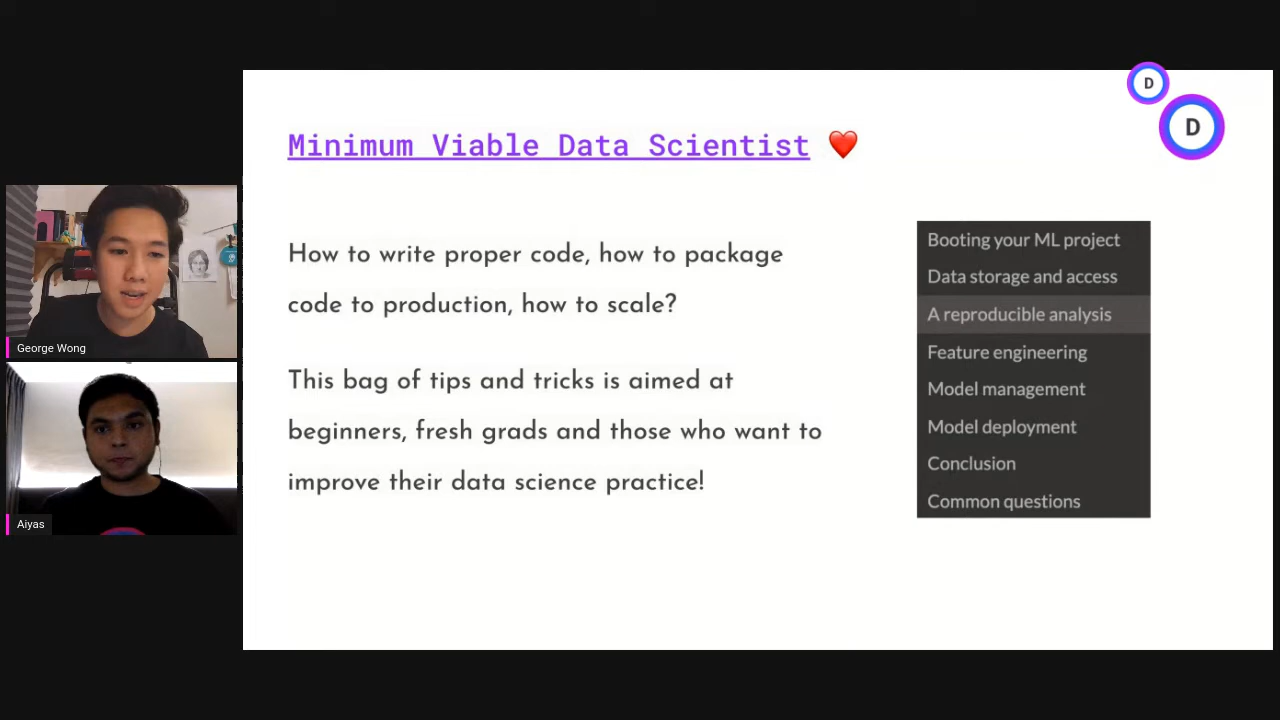 Minimum Viable Data Scientist ❤️
How to write proper code, how to package
code to production, how to scale?
This bag of tips and tricks is aimed at
beginners, fresh grads and those who want to
improve their data science practice!
Booting your ML project
Data storage and access
A reproducible analysis
Feature engineering
Model management
Model deployment
Conclusion
Common questions
D
D
George Wong
Aiyas